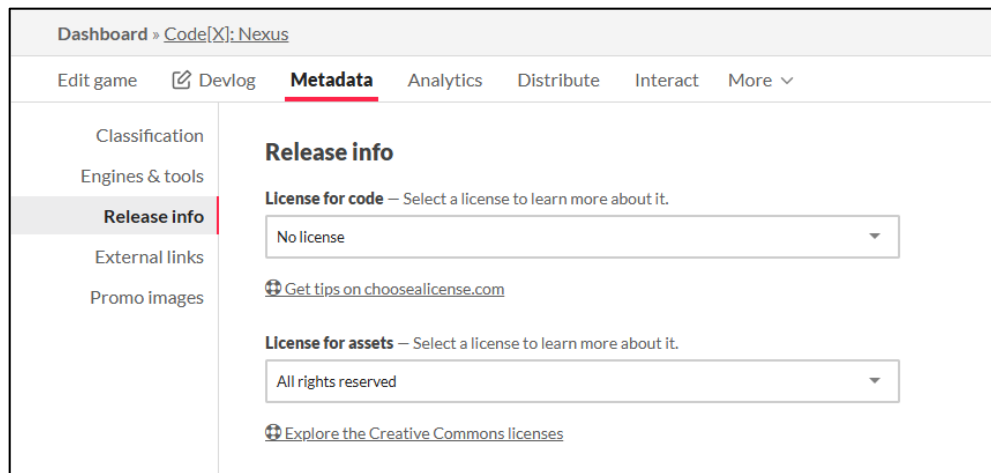 Dashboard » Code[X]: Nexus
Edit game Devlog Metadata Analytics Distribute Interact More
Classification
Engines & tools
Release info
External links
Promo images
Release info
License for code — Select a license to learn more about it.
No license
Get tips on choosealicense.com
License for assets — Select a license to learn more about it.
All rights reserved
Explore the Creative Commons licenses